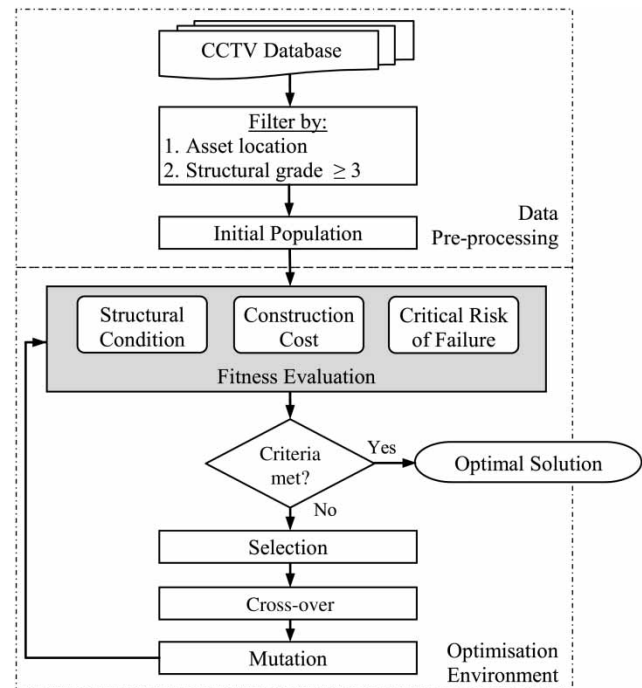 CCTV Database
Filter by:
1. Asset location
2. Structural grade ≥ 3
Initial Population
Data
Pre-processing
Structural
Condition
Construction
Cost
Critical Risk
of Failure
Fitness Evaluation
Criteria
met?
Yes
Optimal Solution
No
Selection
Cross-over
Mutation
Optimisation
Environment